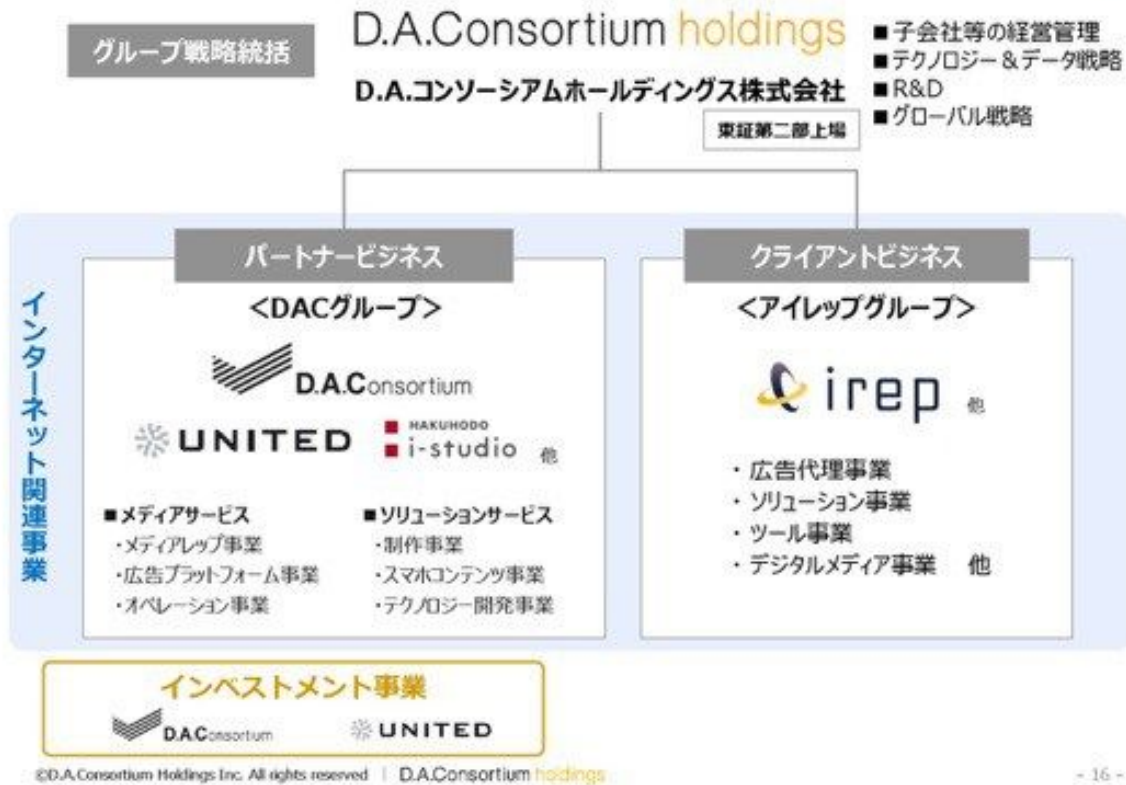 グループ戦略統括
D.A.Consortium holdings
D.A.コンソーシアムホールディングス株式会社
東証第二部上場
■子会社等の経営管理
■テクノロジー&データ戦略
■R&D
■グローバル戦略
インターネット関連事業
パートナービジネス
<DACグループ>
D.A.Consortium
UNITED
HAKUHODO
i-studio 他
■メディアサービス
・メディアレップ事業
・広告プラットフォーム事業
・オペレーション事業
■ソリューションサービス
・制作事業
・スマホコンテンツ事業
・テクノロジー開発事業
クライアントビジネス
<アイレップグループ>
irep 他
・広告代理事業
・ソリューション事業
・ツール事業
・デジタルメディア事業 他
インベストメント事業
D.A.Consortium
UNITED
©D.A.Consortium Holdings Inc. All rights reserved | D.A.Consortium holdings
- 16 -